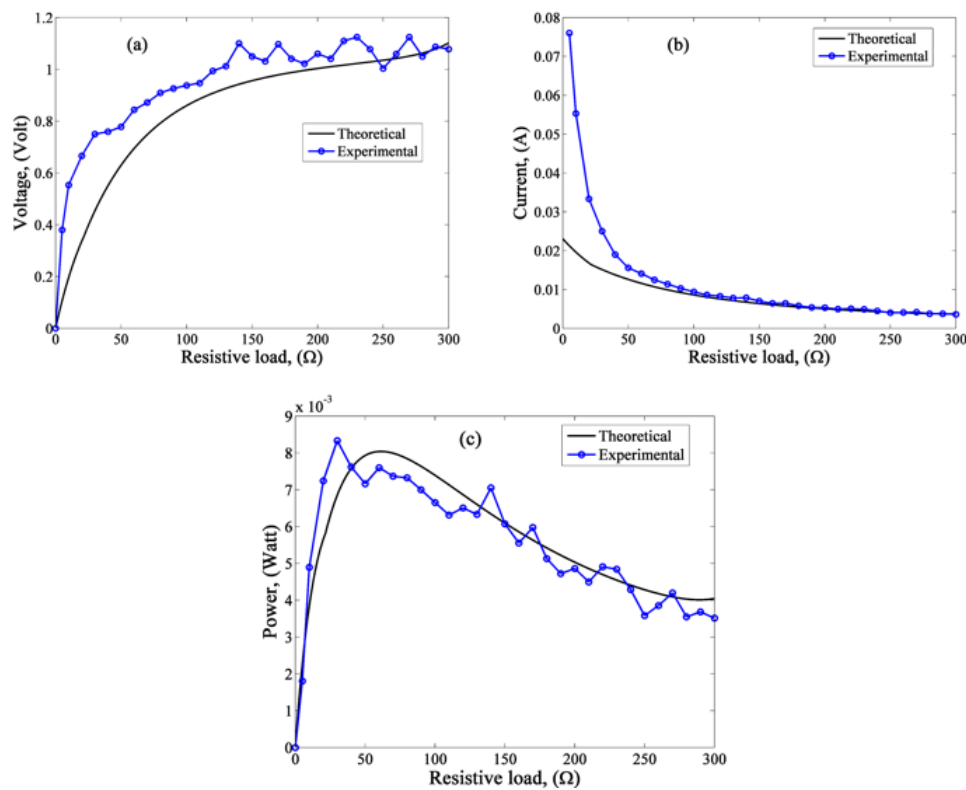 (a)
1.2
1
0.8
0.6
0.4
0.2
0
Voltage, (Volt)
Theoretical
Experimental
0 50 100 150 200 250 300
Resistive load, (Ω)
(b)
0.08
0.07
0.06
0.05
0.04
0.03
0.02
0.01
0
Current, (A)
Theoretical
Experimental
0 50 100 150 200 250 300
Resistive load, (Ω)
x 10⁻³
(c)
9
8
7
6
5
4
3
2
1
0
Power, (Watt)
Theoretical
Experimental
0 50 100 150 200 250 300
Resistive load, (Ω)